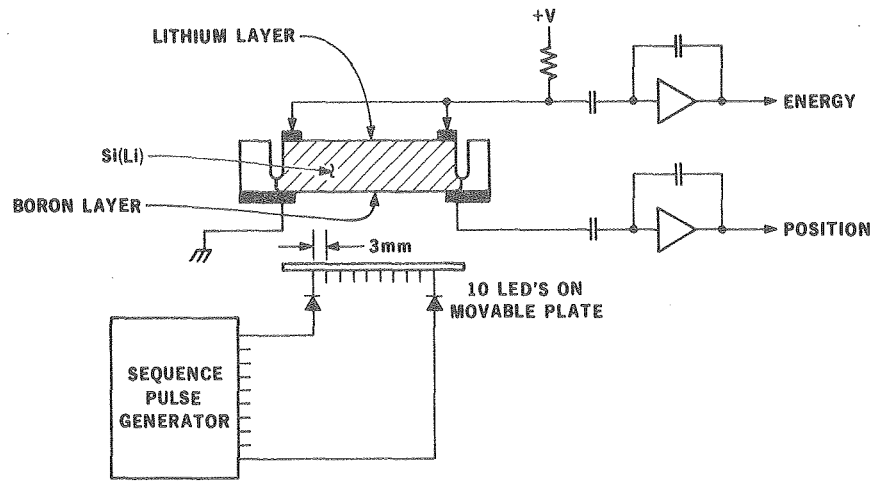 +V
LITHIUM LAYER
ENERGY
Si(Li)
BORON LAYER
POSITION
3mm
10 LED'S ON
MOVABLE PLATE
SEQUENCE
PULSE
GENERATOR